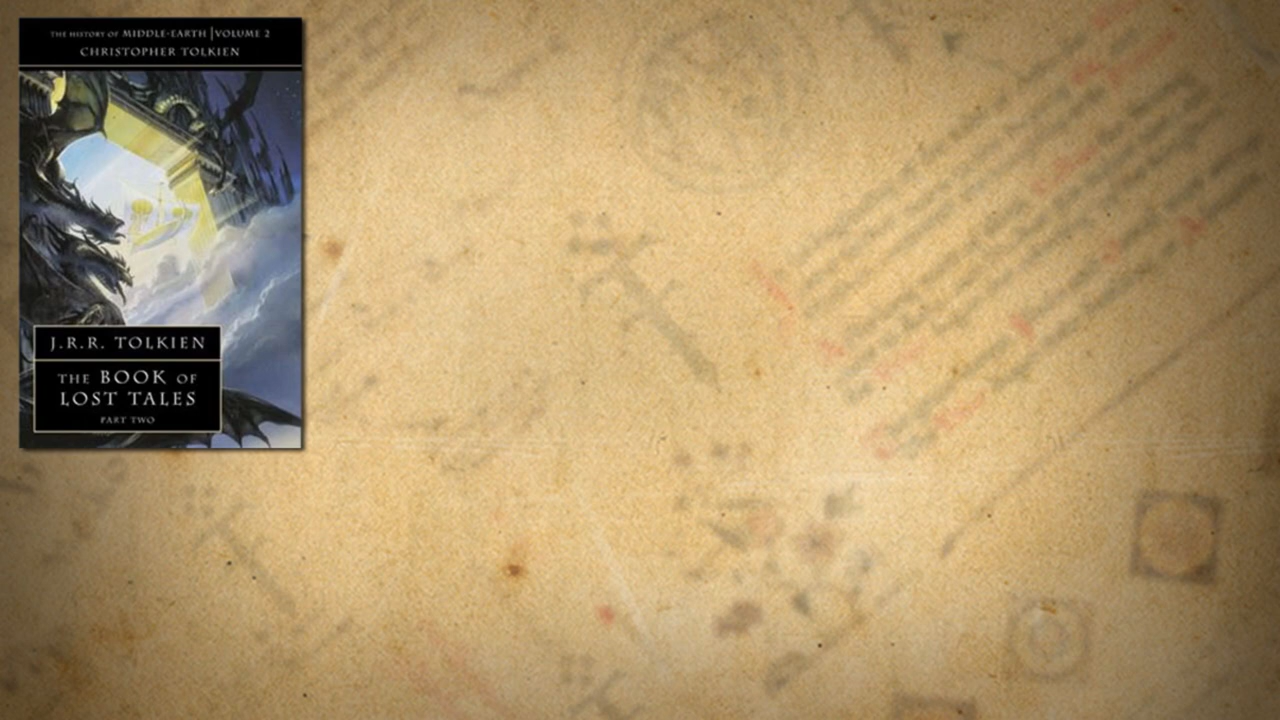 THE HISTORY OF MIDDLE-EARTH | VOLUME 2
CHRISTOPHER TOLKIEN
J.R.R. TOLKIEN
THE BOOK OF
LOST TALES
PART TWO